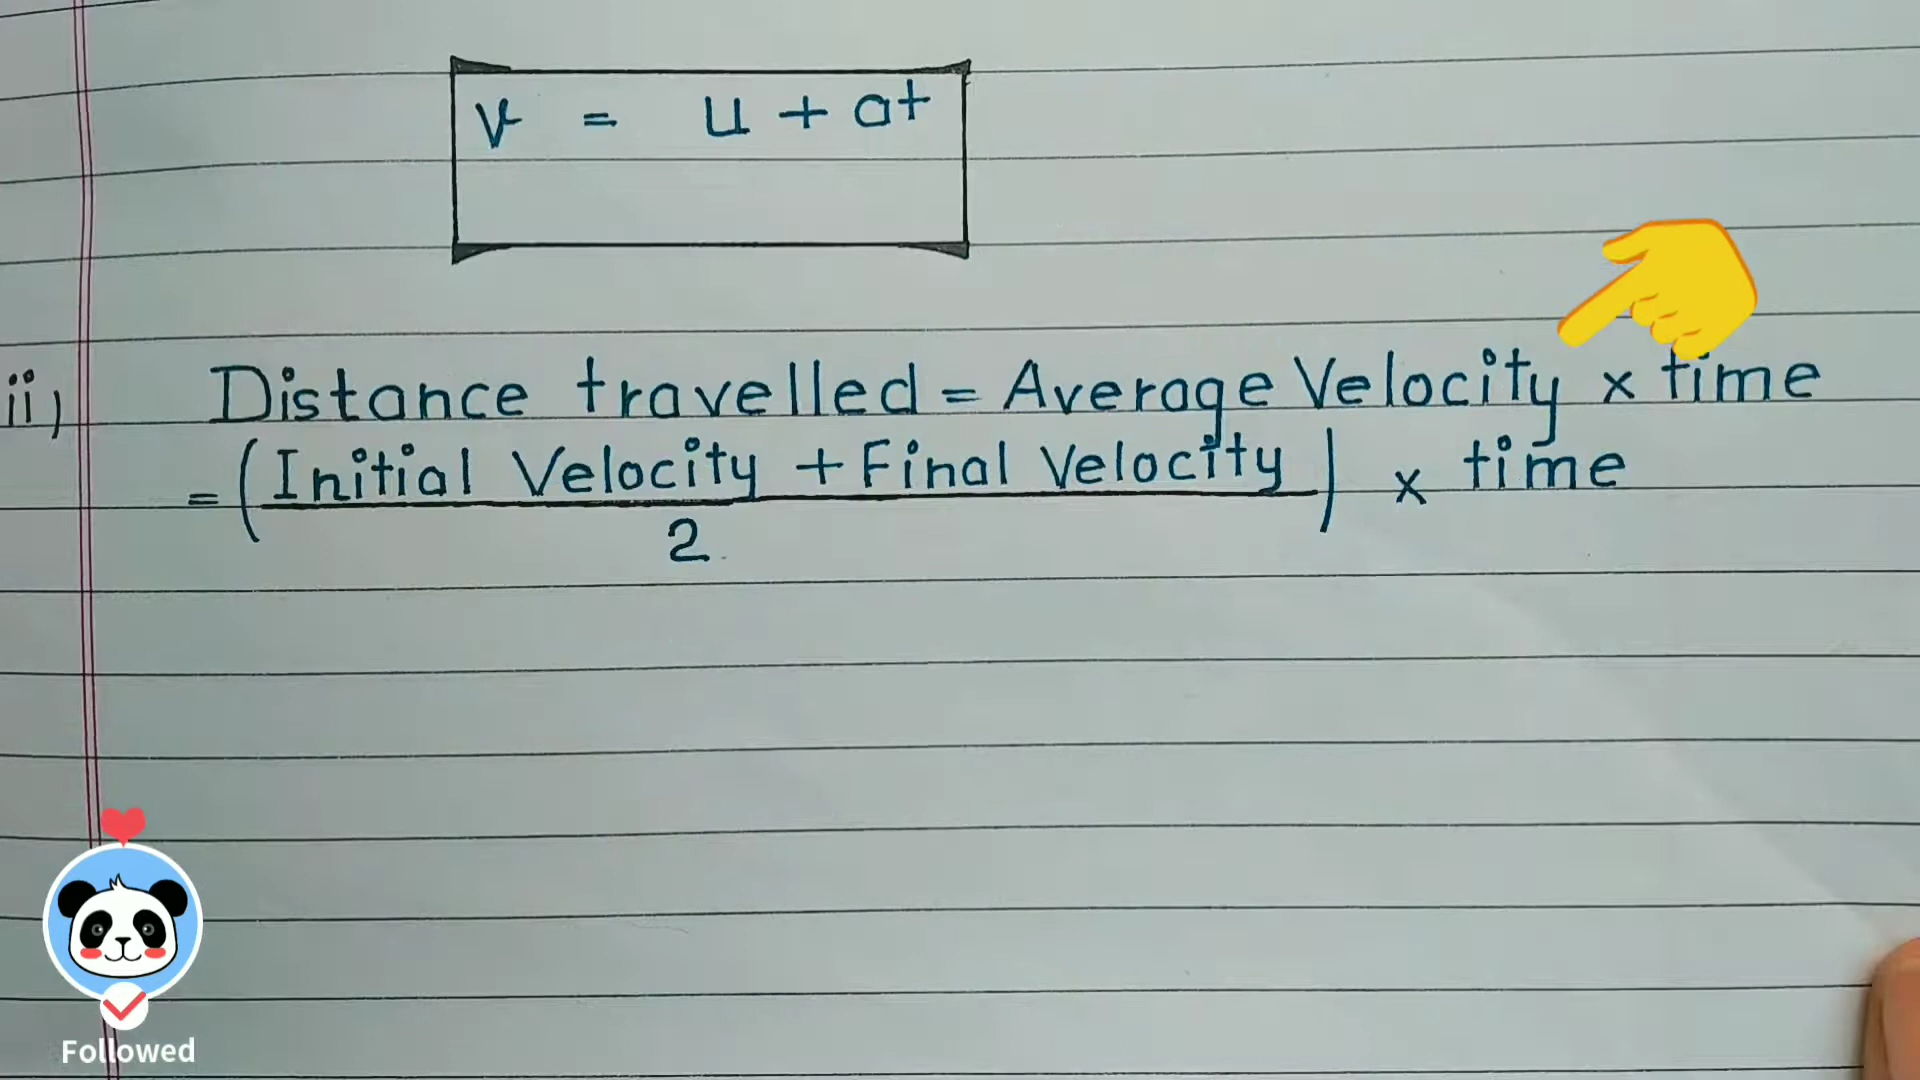 v = u + at
ii) Distance travelled = Average Velocity × time
= (Initial Velocity + Final Velocity / 2) × time
Followed